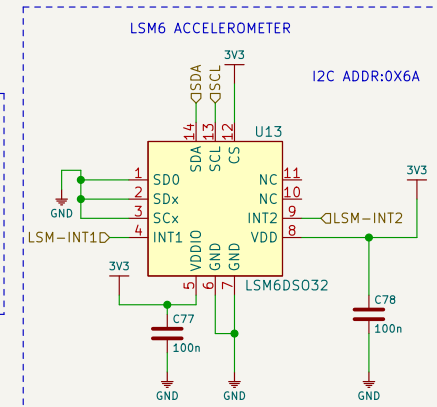 LSM6 ACCELEROMETER
SDA
SCL
3V3
I2C ADDR:0X6A
14
13
12
U13
SDA
SCL
CS
1
SD0
NC
11
3V3
2
SDx
NC
10
GND
3
SCx
INT2
9
LSM-INT2
LSM-INT1
4
INT1
VDDIO
GND
GND
VDD
8
3V3
5
6
7
LSM6DSO32
C77
100n
C78
100n
GND
GND
GND